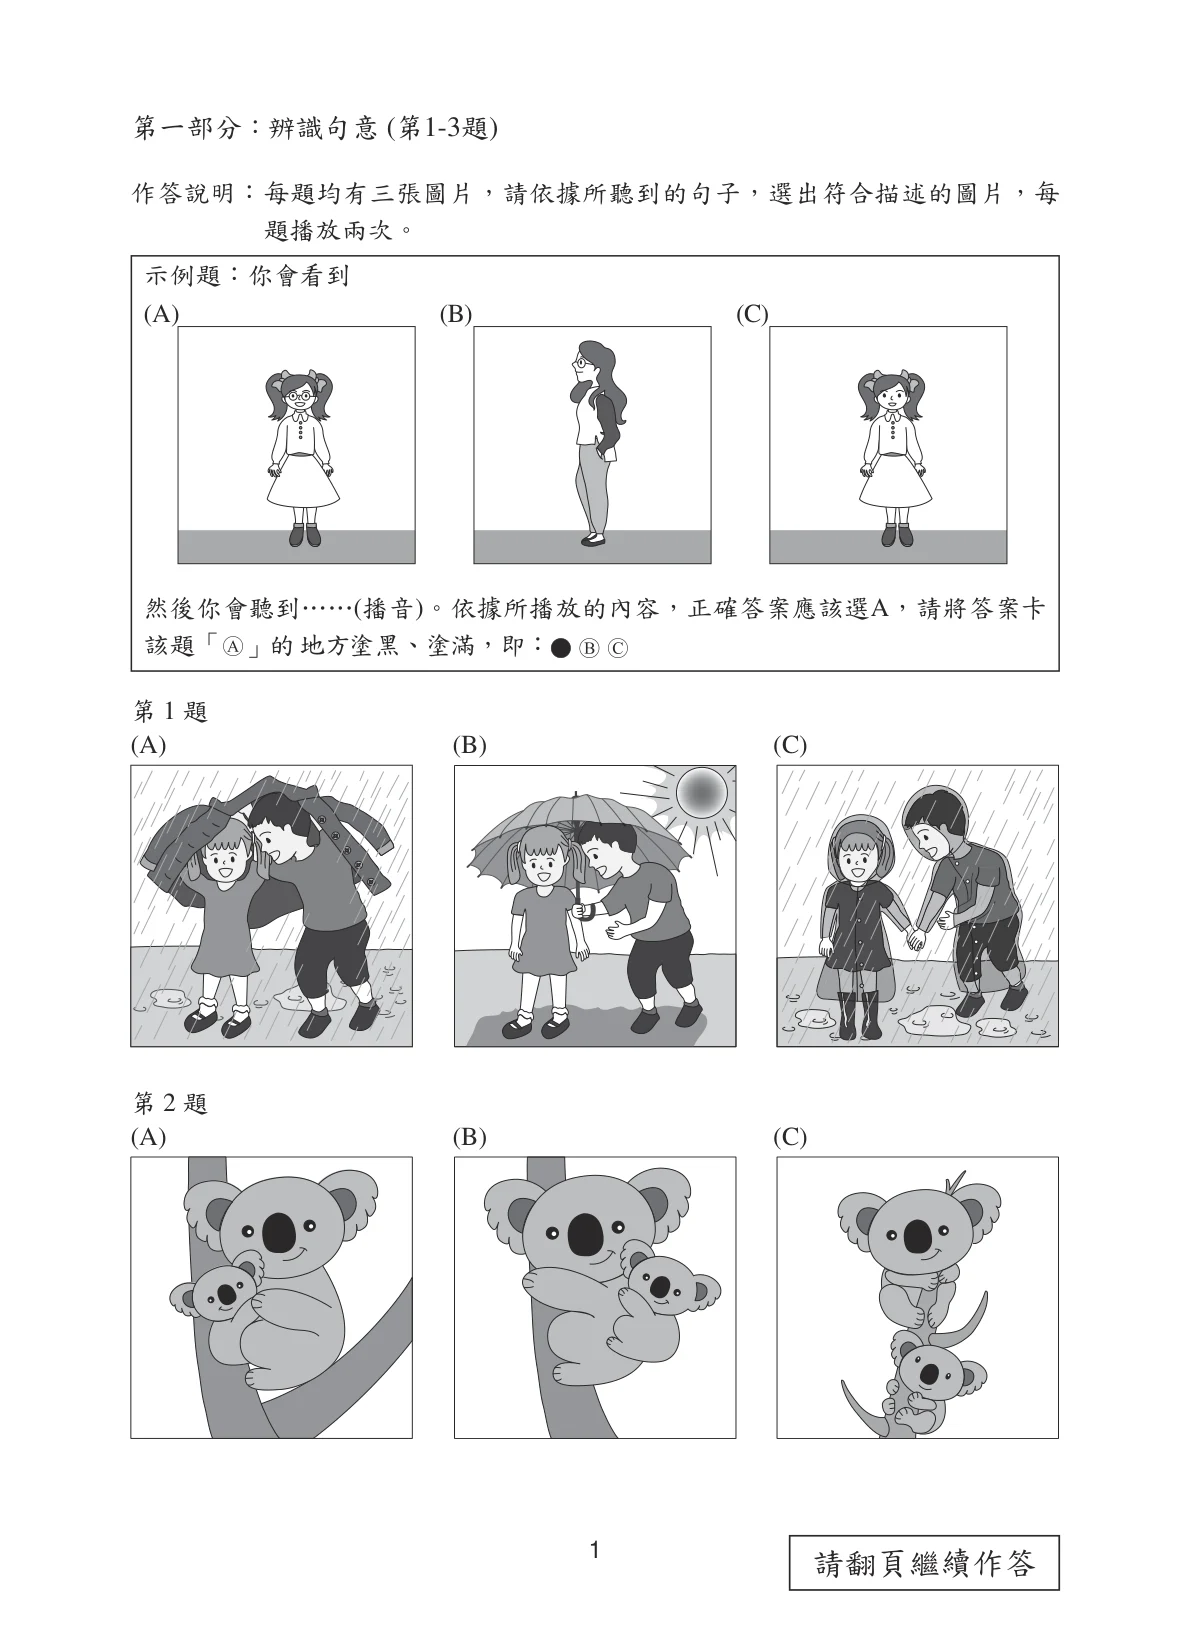 第一部分：辨識句意 (第1-3題)
作答說明：每題均有三張圖片，請依據所聽到的句子，選出符合描述的圖片，每
題播放兩次。
示例題：你會看到
(A) (B) (C)
然後你會聽到……(播音)。依據所播放的內容，正確答案應該選A，請將答案卡
該題「Ⓐ」的地方塗黑、塗滿，即：● Ⓑ Ⓒ
第 1 題
(A) (B) (C)
第 2 題
(A) (B) (C)
1
請翻頁繼續作答